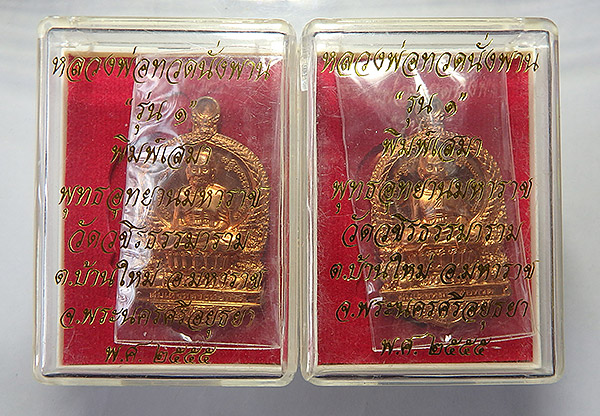 หลวงพ่อทวดนั่งพาน
"รุ่น ๑"
พิมพ์เสมา
พุทธอุทยานมหาราช
วัดวชิรธรรมาราม
ต.บ้านใหม่ อ.มหาราช
จ.พระนครศรีอยุธยา
พ.ศ. ๒๕๕๕
หลวงพ่อทวดนั่งพาน
"รุ่น ๑"
พิมพ์เสมา
พุทธอุทยานมหาราช
วัดวชิรธรรมาราม
ต.บ้านใหม่ อ.มหาราช
จ.พระนครศรีอยุธยา
พ.ศ. ๒๕๕๕